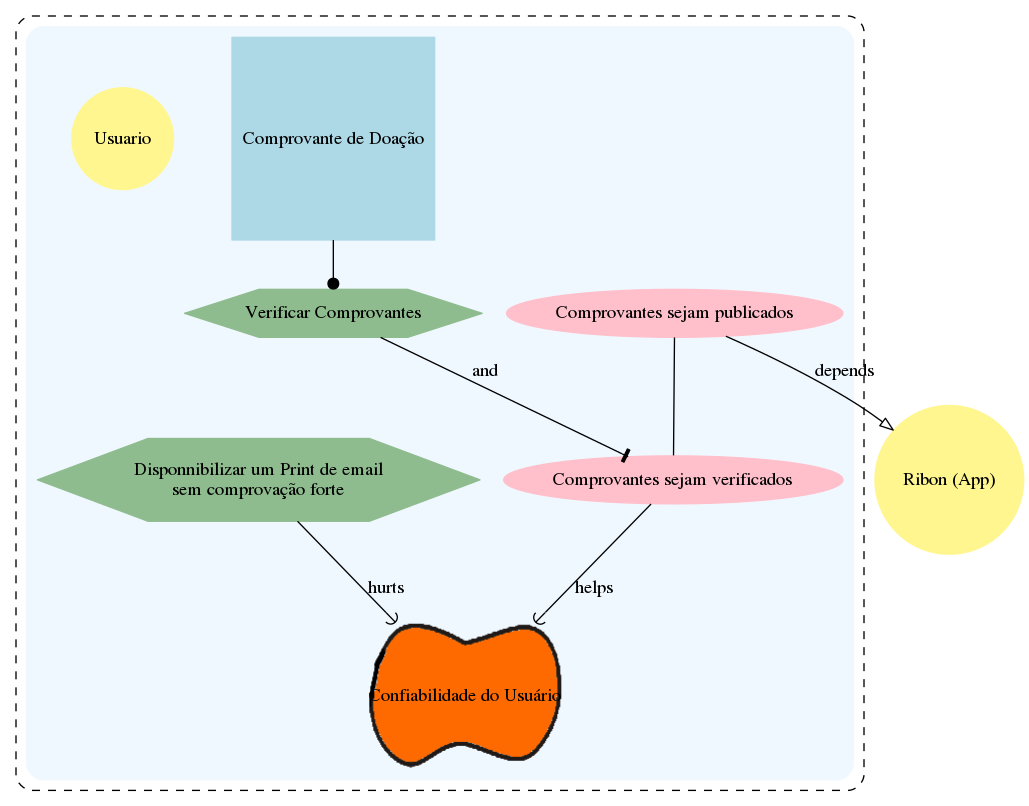 Usuario
Comprovante de Doação
Verificar Comprovantes
Comprovantes sejam publicados
and
depends
Disponnibilizar um Print de email
sem comprovação forte
Comprovantes sejam verificados
Ribon (App)
hurts
helps
Confiabilidade do Usuário